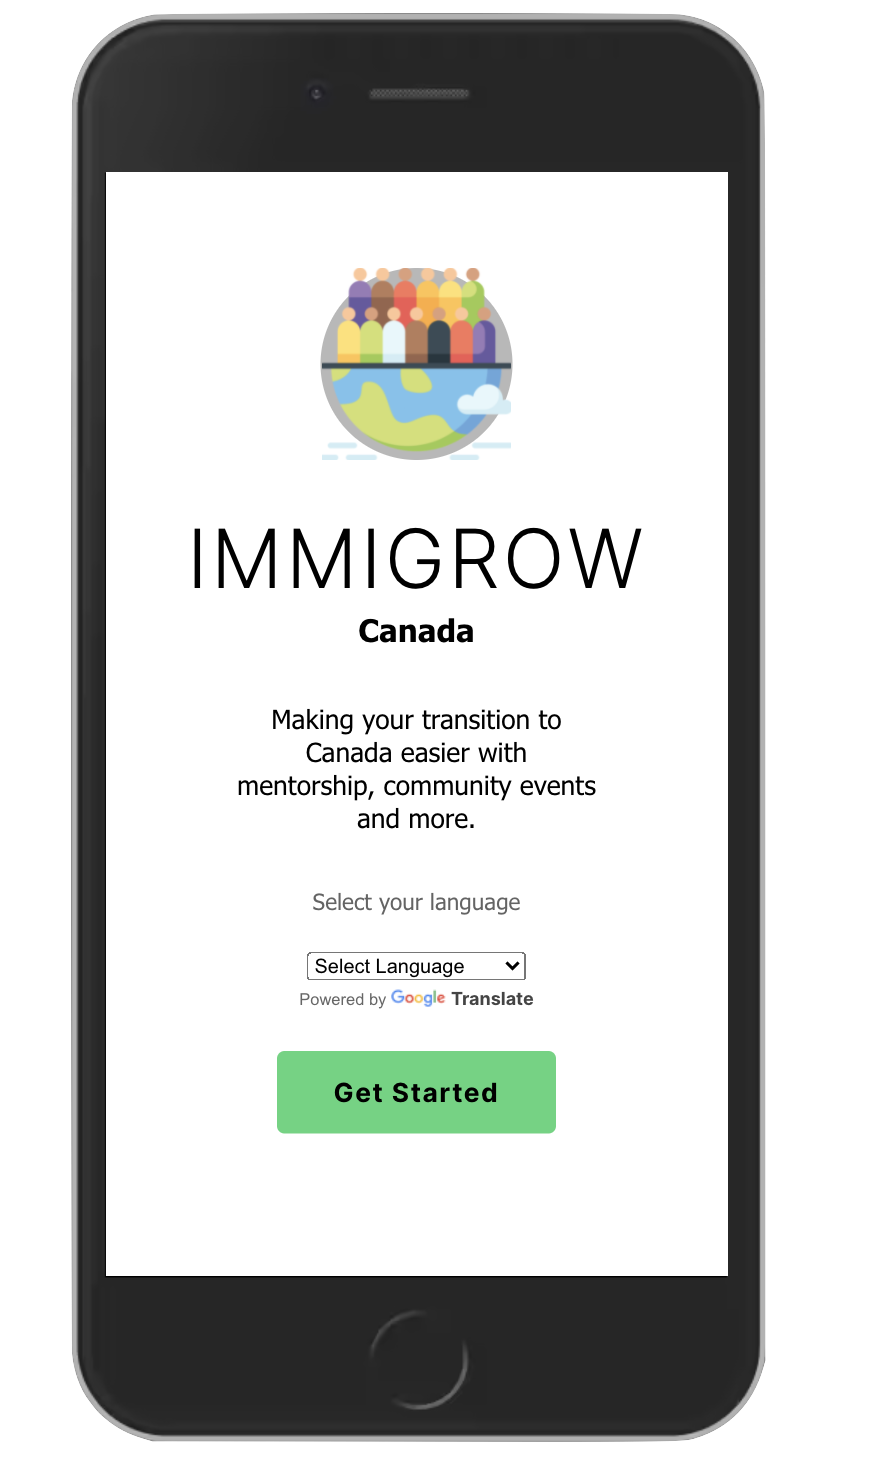 IMMIGROW
Canada
Making your transition to
Canada easier with
mentorship, community events
and more.
Select your language
Select Language
Powered by Google Translate
Get Started